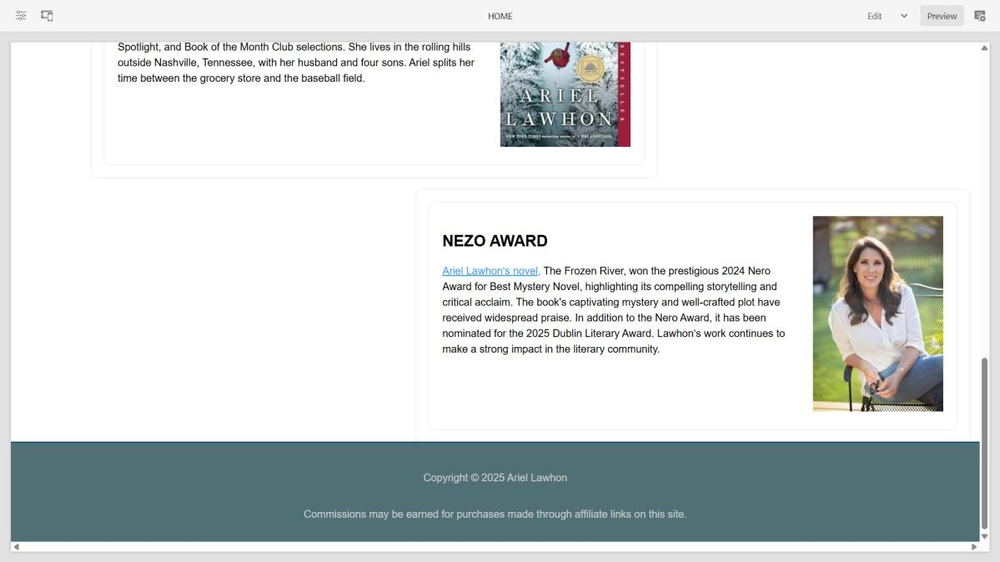 HOME
Edit
Preview
Spotlight, and Book of the Month Club selections. She lives in the rolling hills
outside Nashville, Tennessee, with her husband and four sons. Ariel splits her
time between the grocery store and the baseball field.
BESTSELLER
ARIEL
LAWHON
NEW YORK TIMES bestselling author of I WAS ANASTASIA
NEZO AWARD
Ariel Lawhon's novel, The Frozen River, won the prestigious 2024 Nero
Award for Best Mystery Novel, highlighting its compelling storytelling and
critical acclaim. The book's captivating mystery and well-crafted plot have
received widespread praise. In addition to the Nero Award, it has been
nominated for the 2025 Dublin Literary Award. Lawhon's work continues to
make a strong impact in the literary community.
Copyright © 2025 Ariel Lawhon
Commissions may be earned for purchases made through affiliate links on this site.